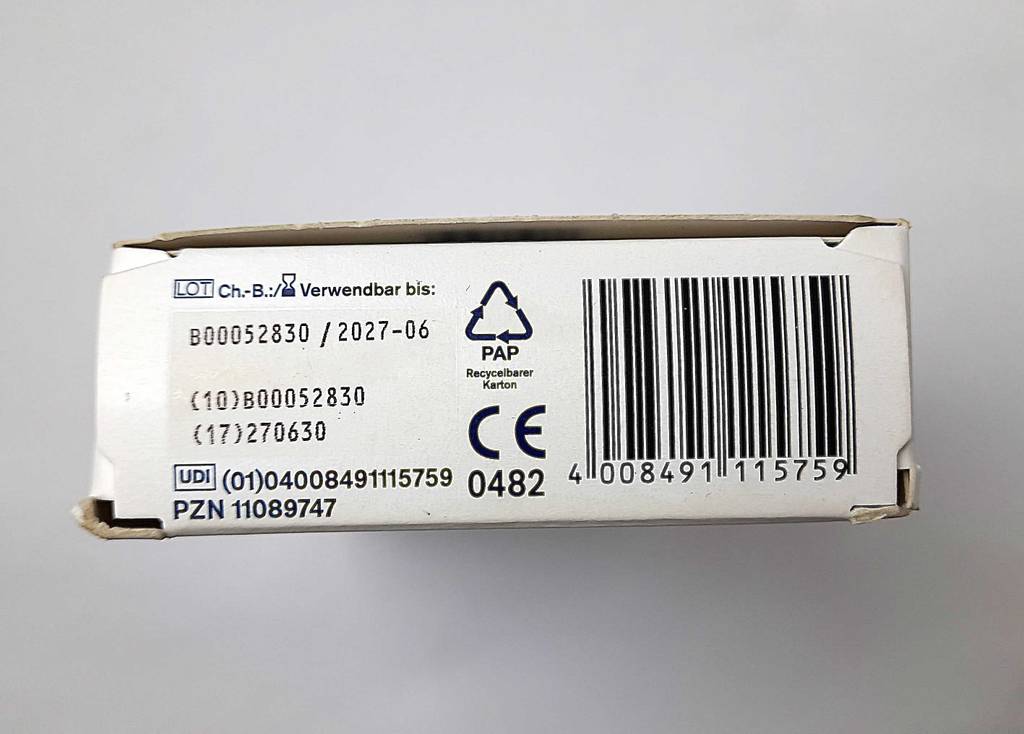 LOT Ch.-B.:/ Verwendbar bis:
B00052830 / 2027-06
(10)B00052830
(17)270630
UDI (01)04008491115759
PZN 11089747
PAP
Recycelbarer
Karton
CE
0482
4 008491 115759